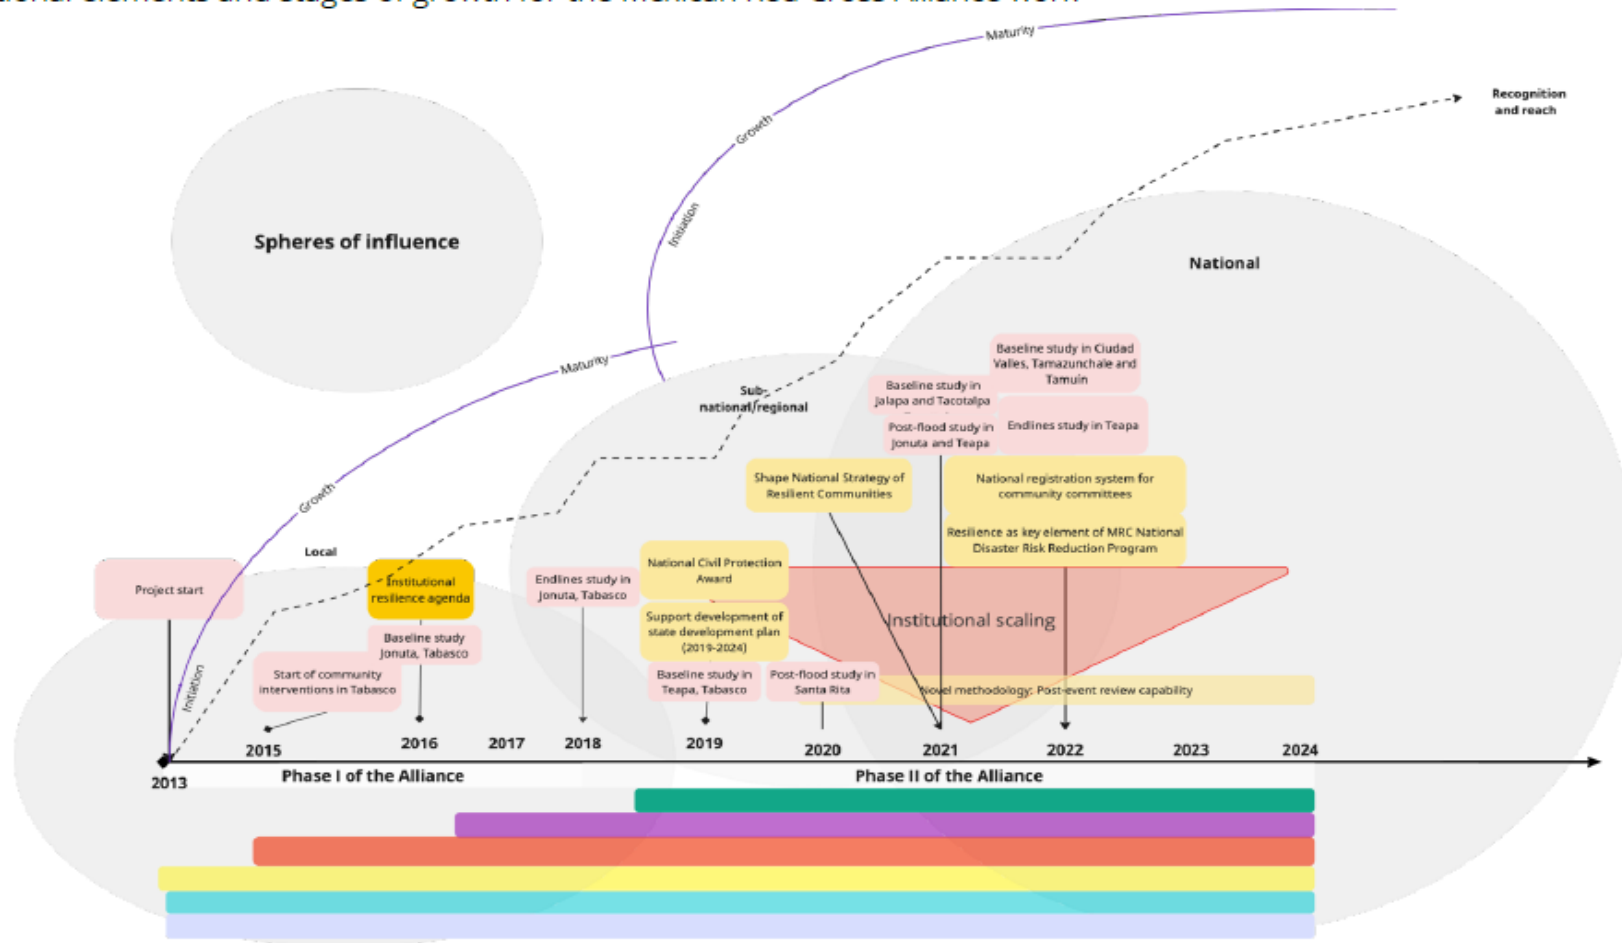 Maturity
Recognition
and reach
Growth
Initiation
Spheres of influence
National
Maturity
Sub-
national/regional
Baseline study in Ciudad
Valles, Tamazunchale and
Tamuín
Baseline study in
Jalapa and Tacotalpa
Post-flood study in
Jonuta and Teapa
Endlines study in Teapa
Growth
Shape National Strategy of
Resilient Communities
National registration system for
community committees
Resilience as key element of MRC National
Disaster Risk Reduction Program
Local
Project start
Institutional
resilience agenda
Endlines study in
Jonuta, Tabasco
National Civil Protection
Award
Support development of
state development plan
(2019-2024)
Institutional scaling
Baseline study
Jonuta, Tabasco
Start of community
interventions in Tabasco
Initiation
Baseline study in
Teapa, Tabasco
Post-flood study in
Santa Rita
Novel methodology: Post-event review capability
2013
2015
2016
2017
2018
2019
2020
2021
2022
2023
2024
Phase I of the Alliance
Phase II of the Alliance